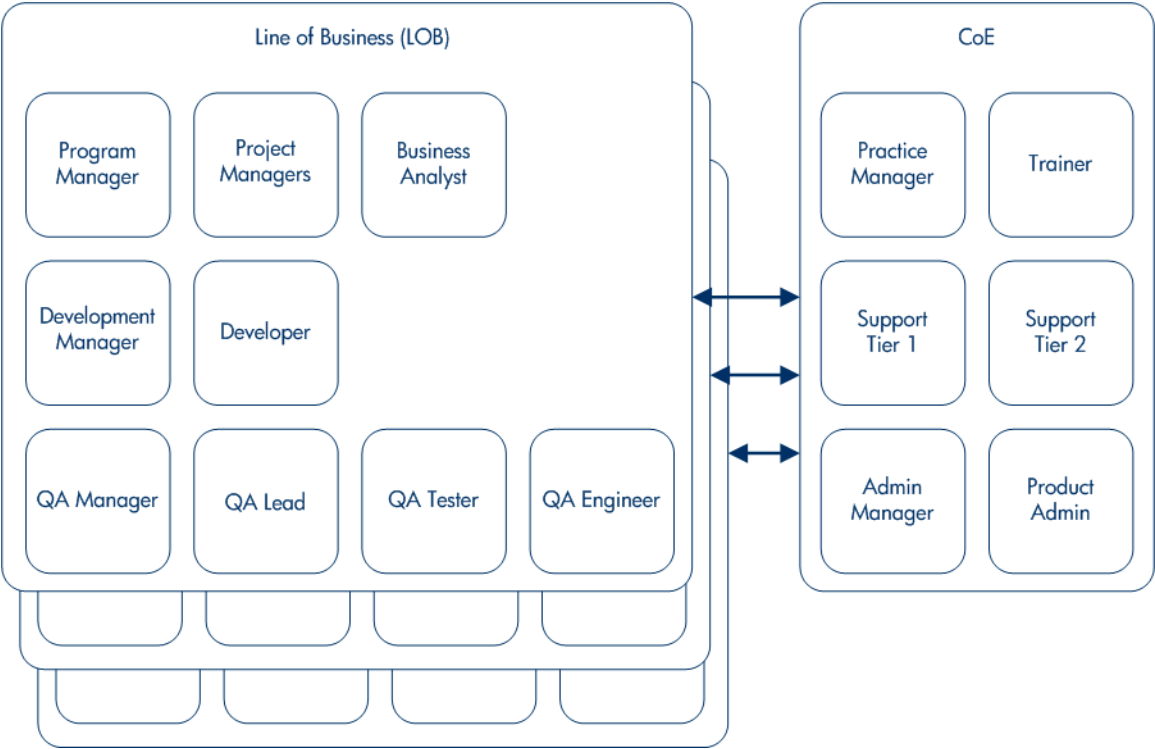 Line of Business (LOB)
Program
Manager
Project
Managers
Business
Analyst
Development
Manager
Developer
QA Manager
QA Lead
QA Tester
QA Engineer
CoE
Practice
Manager
Trainer
Support
Tier 1
Support
Tier 2
Admin
Manager
Product
Admin